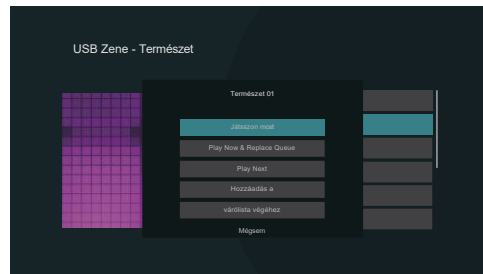 USB Zene - Természet
Természet 01
Játsszon most
Play Now & Replace Queue
Play Next
Hozzáadás a
várólista végéhez
Mégsem